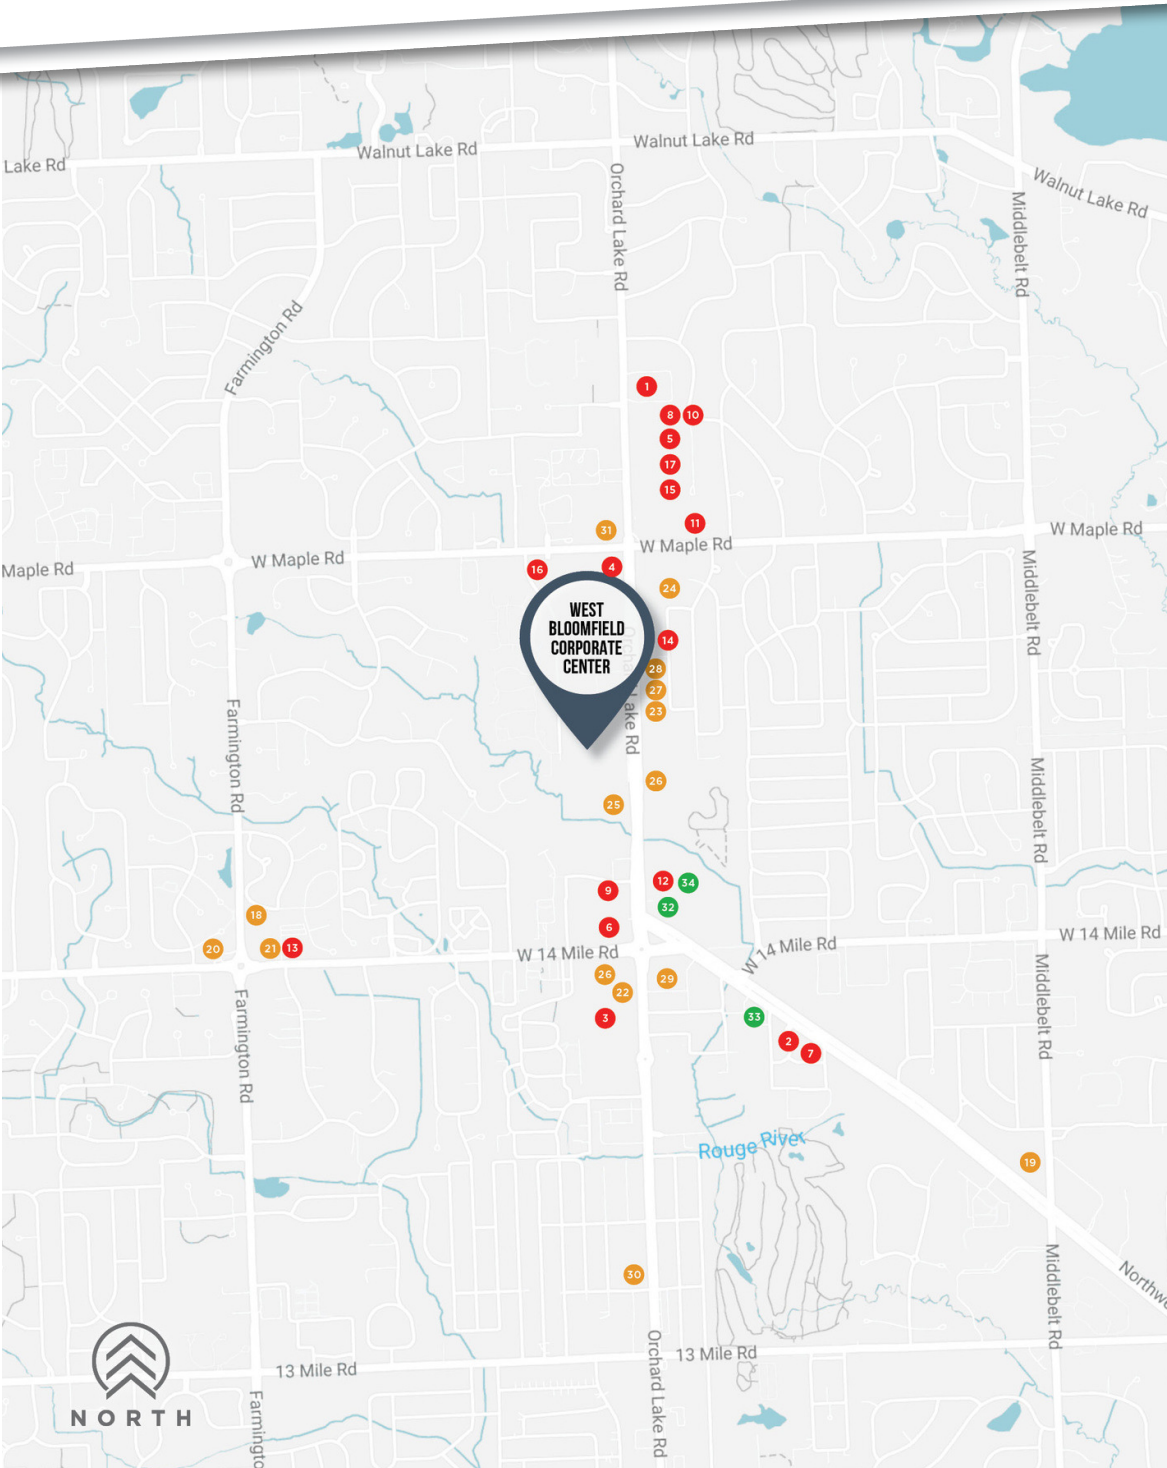 Walnut Lake Rd
Walnut Lake Rd
Lake Rd
Walnut Lake Rd
Orchard Lake Rd
Middlebelt Rd
Farmington Rd
1
8
10
5
17
15
11
31
W Maple Rd
W Maple Rd
W Maple Rd
Maple Rd
16
4
24
WEST
BLOOMFIELD
CORPORATE
CENTER
14
28
27
23
Lake Rd
Middlebelt Rd
Farmington Rd
26
25
Middlebelt Rd
9
12
34
32
6
18
20
21
13
W 14 Mile Rd
W 14 Mile Rd
W 14 Mile Rd
26
22
29
3
33
2
7
Middlebelt Rd
Farmington Rd
Rouge River
19
30
Middlebelt Rd
Northw
13 Mile Rd
13 Mile Rd
Orchard Lake Rd
Farmingto
NORTH